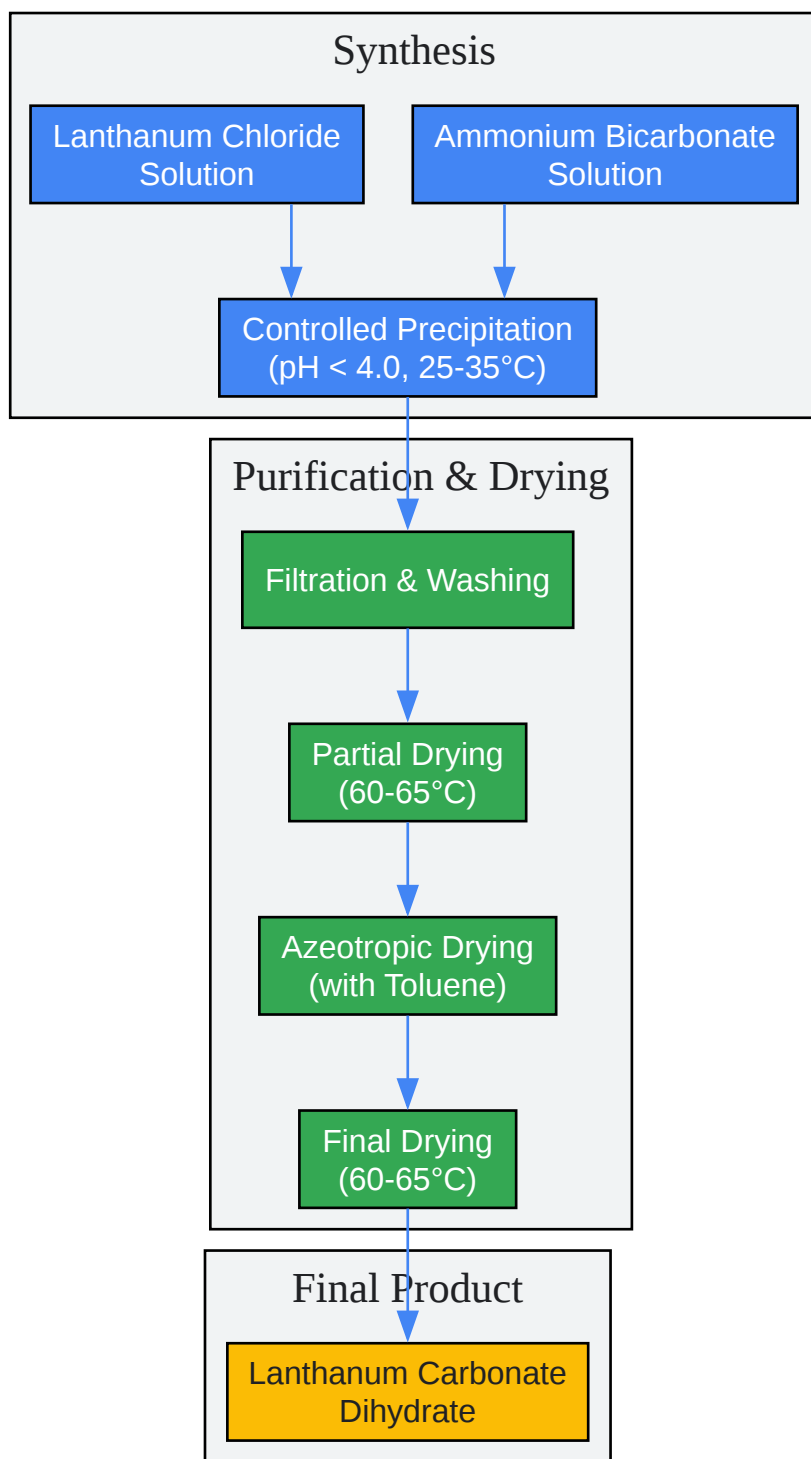 Synthesis
Lanthanum Chloride
Solution
Ammonium Bicarbonate
Solution
Controlled Precipitation
(pH < 4.0, 25-35°C)
Purification & Drying
Filtration & Washing
Partial Drying
(60-65°C)
Azeotropic Drying
(with Toluene)
Final Drying
(60-65°C)
Final Product
Lanthanum Carbonate
Dihydrate